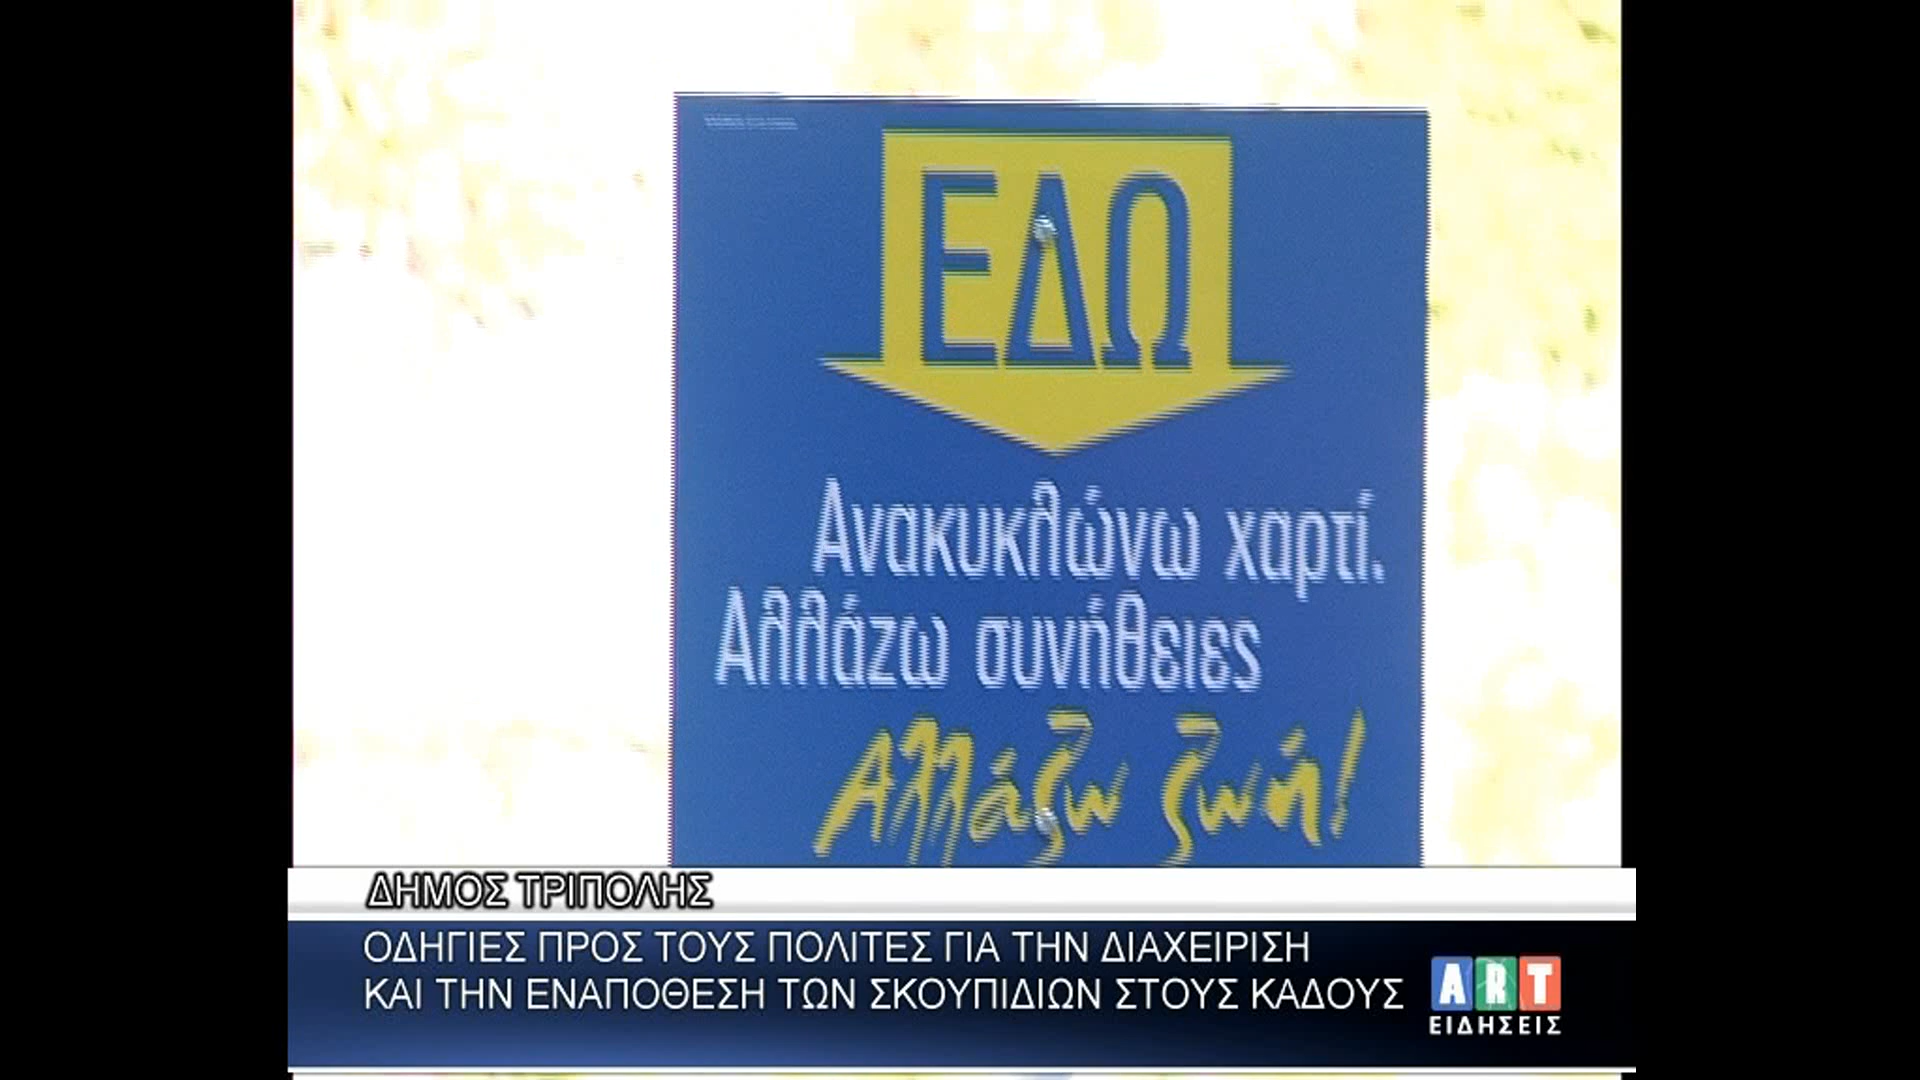 ΕΔΩ
Ανακυκλώνω χαρτί.
Αλλάζω συνήθειες
Αλλάζω ζωή!
ΔΗΜΟΣ ΤΡΙΠΟΛΗΣ
ΟΔΗΓΙΕΣ ΠΡΟΣ ΤΟΥΣ ΠΟΛΙΤΕΣ ΓΙΑ ΤΗΝ ΔΙΑΧΕΙΡΙΣΗ
ΚΑΙ ΤΗΝ ΕΝΑΠΟΘΕΣΗ ΤΩΝ ΣΚΟΥΠΙΔΙΩΝ ΣΤΟΥΣ ΚΑΔΟΥΣ
ART
ΕΙΔΗΣΕΙΣ